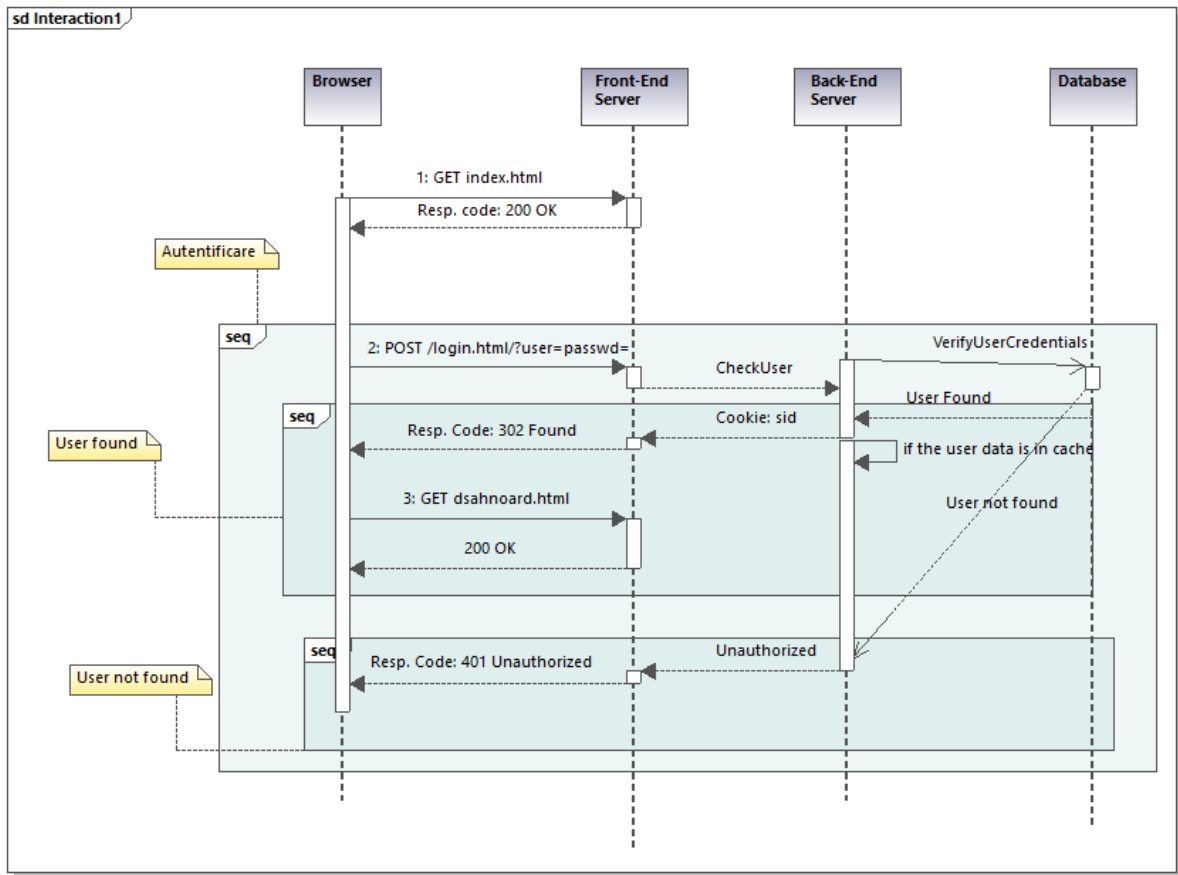 sd Interaction1
Browser
Front-End
Server
Back-End
Server
Database
1: GET index.html
Resp. code: 200 OK
Autentificare
seq
2: POST /login.html/?user=passwd=
CheckUser
VerifyUserCredentials
User Found
seq
Cookie: sid
Resp. Code: 302 Found
User found
if the user data is in cache
3: GET dsahnoard.html
User not found
200 OK
seq
Unauthorized
Resp. Code: 401 Unauthorized
User not found